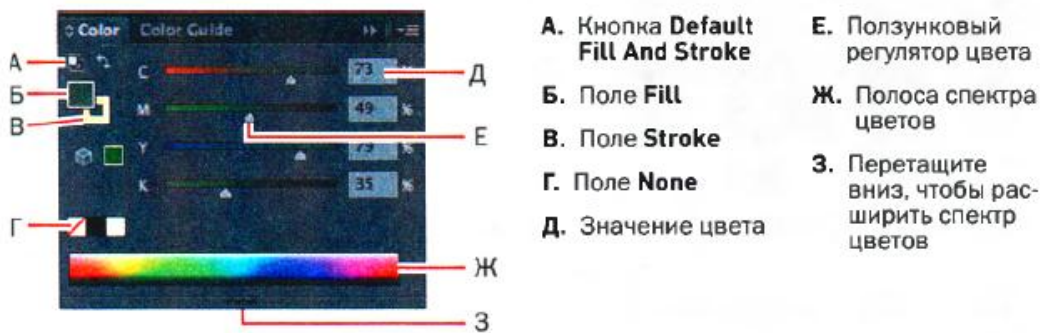 Color Color Guide
А
Б
В
Г
C 73 %
M 49 %
Y 79 %
K 35 %
Д
Е
Ж
З
А. Кнопка Default
Fill And Stroke
Б. Поле Fill
В. Поле Stroke
Г. Поле None
Д. Значение цвета
Е. Ползунковый
регулятор цвета
Ж. Полоса спектра
цветов
З. Перетащите
вниз, чтобы рас-
ширить спектр
цветов